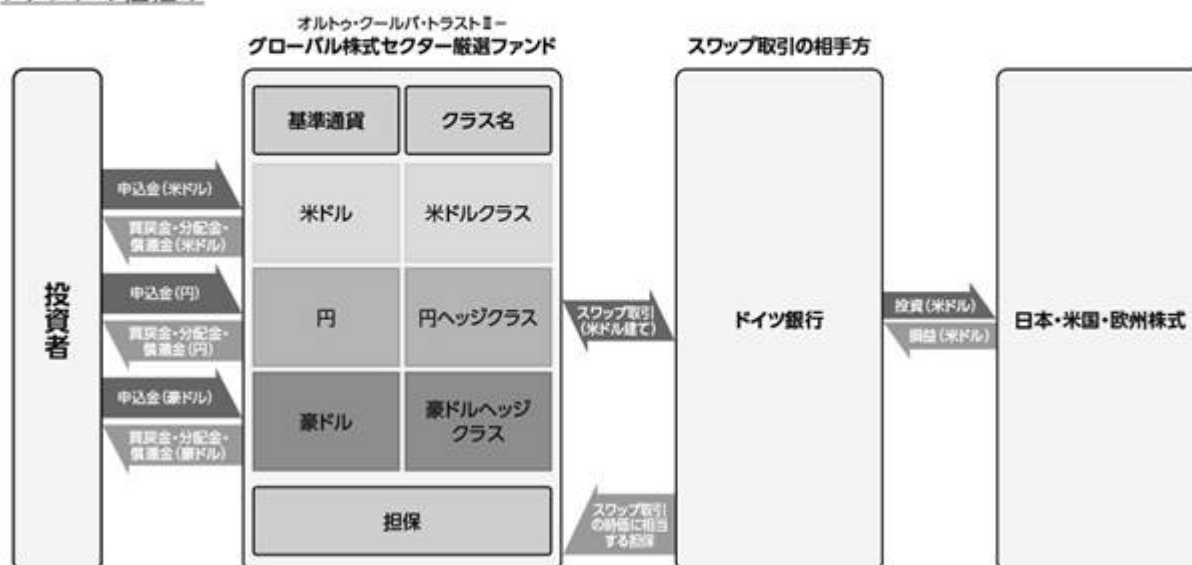 オルトゥ・クールパ・トラストⅡ－
グローバル株式セクター厳選ファンド
スワップ取引の相手方
基準通貨
クラス名
申込金(米ドル)
買戻金・分配金・
償還金(米ドル)
米ドル
米ドルクラス
投資者
申込金(円)
買戻金・分配金・
償還金(円)
円
円ヘッジクラス
スワップ取引
(米ドル建て)
ドイツ銀行
投資(米ドル)
損益(米ドル)
日本・米国・欧州株式
申込金(豪ドル)
買戻金・分配金・
償還金(豪ドル)
豪ドル
豪ドルヘッジ
クラス
担保
スワップ取引
の時価に相当
する担保